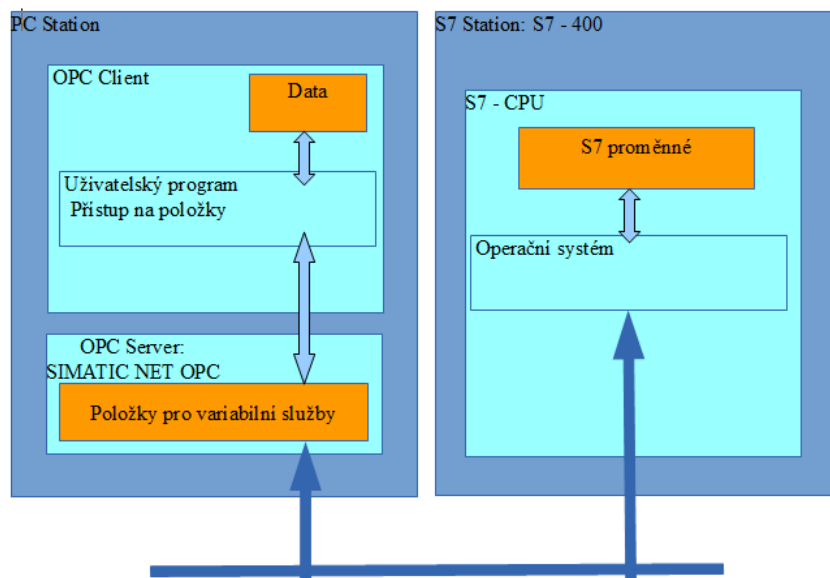 PC Station
OPC Client
Data
Uživatelský program
Přístup na položky
OPC Server:
SIMATIC NET OPC
Položky pro variabilní služby
S7 Station: S7 - 400
S7 - CPU
S7 proměnné
Operační systém